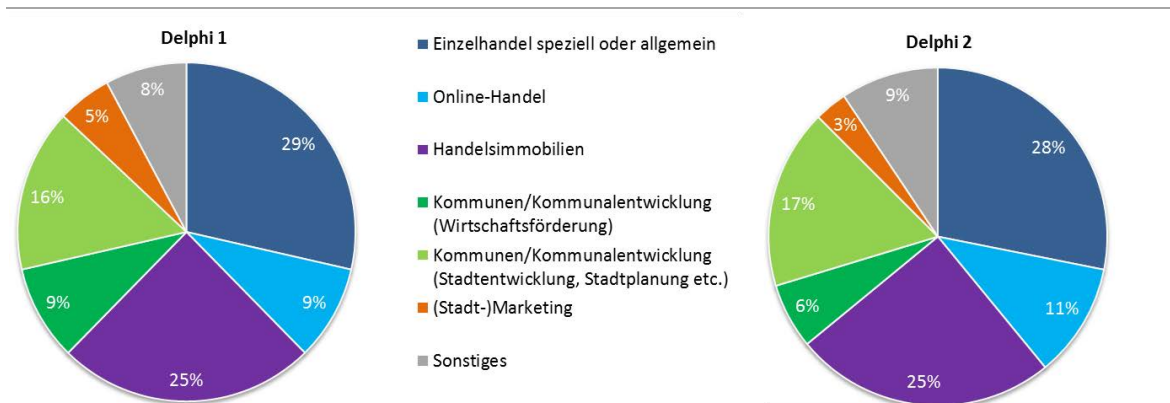 Delphi 1
29%
9%
25%
9%
16%
5%
8%
Einzelhandel speziell oder allgemein
Online-Handel
Handelsimmobilien
Kommunen/Kommunalentwicklung
(Wirtschaftsförderung)
Kommunen/Kommunalentwicklung
(Stadtentwicklung, Stadtplanung etc.)
(Stadt-)Marketing
Sonstiges
Delphi 2
28%
11%
25%
6%
17%
3%
9%